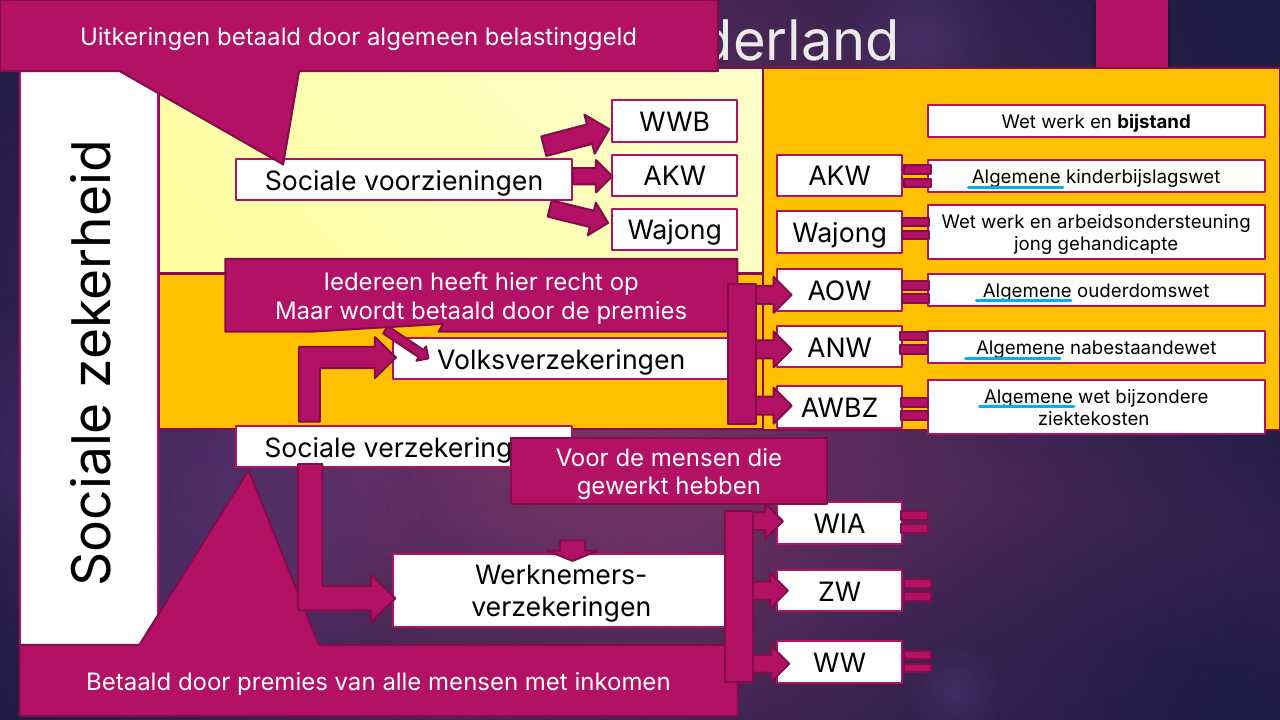 Uitkeringen betaald door algemeen belastinggeld
derland
Sociale zekerheid
WWB
Wet werk en bijstand
Sociale voorzieningen
AKW
AKW
Algemene kinderbijslagswet
Wajong
Wajong
Wet werk en arbeidsondersteuning
jong gehandicapte
Iedereen heeft hier recht op
Maar wordt betaald door de premies
AOW
Algemene ouderdomswet
Volksverzekeringen
ANW
Algemene nabestaandewet
AWBZ
Algemene wet bijzondere
ziektekosten
Sociale verzekering
Voor de mensen die
gewerkt hebben
WIA
Werknemers-
verzekeringen
ZW
WW
Betaald door premies van alle mensen met inkomen